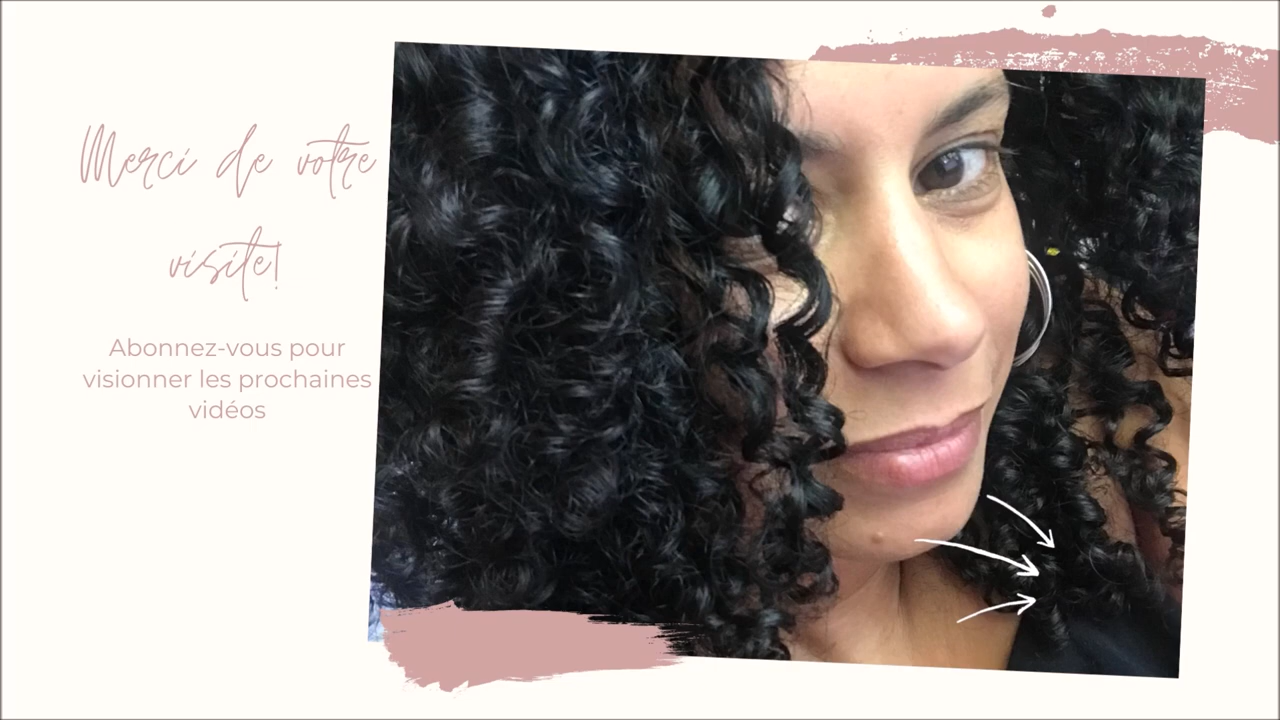 Merci de votre
visite!
Abonnez-vous pour
visionner les prochaines
vidéos